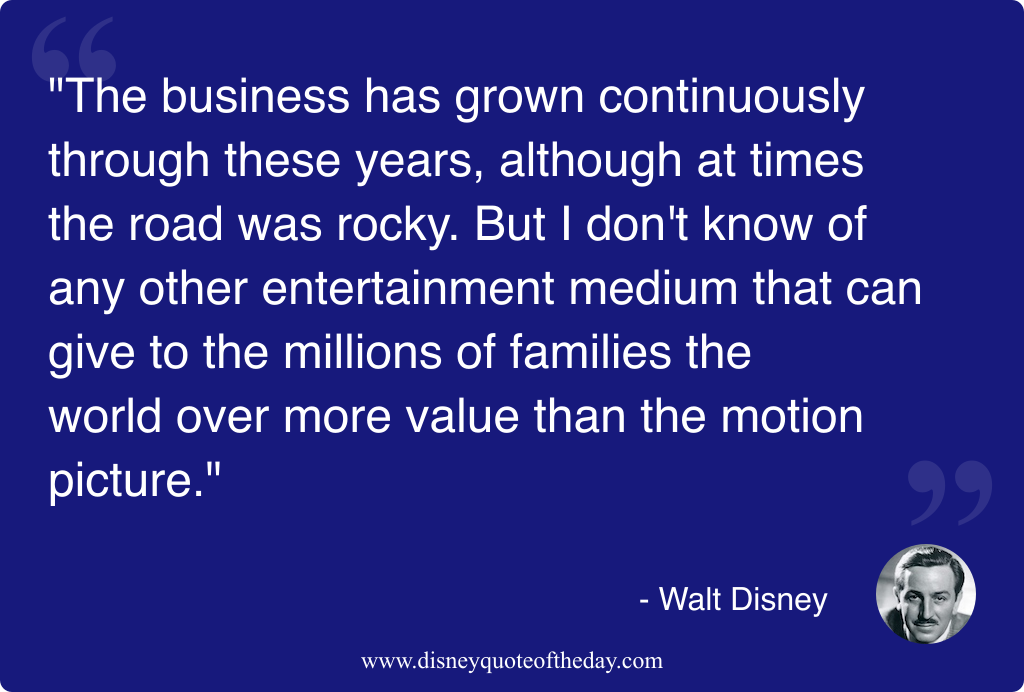 "The business has grown continuously
through these years, although at times
the road was rocky. But I don't know of
any other entertainment medium that can
give to the millions of families the
world over more value than the motion
picture."
- Walt Disney
www.disneyquoteoftheday.com